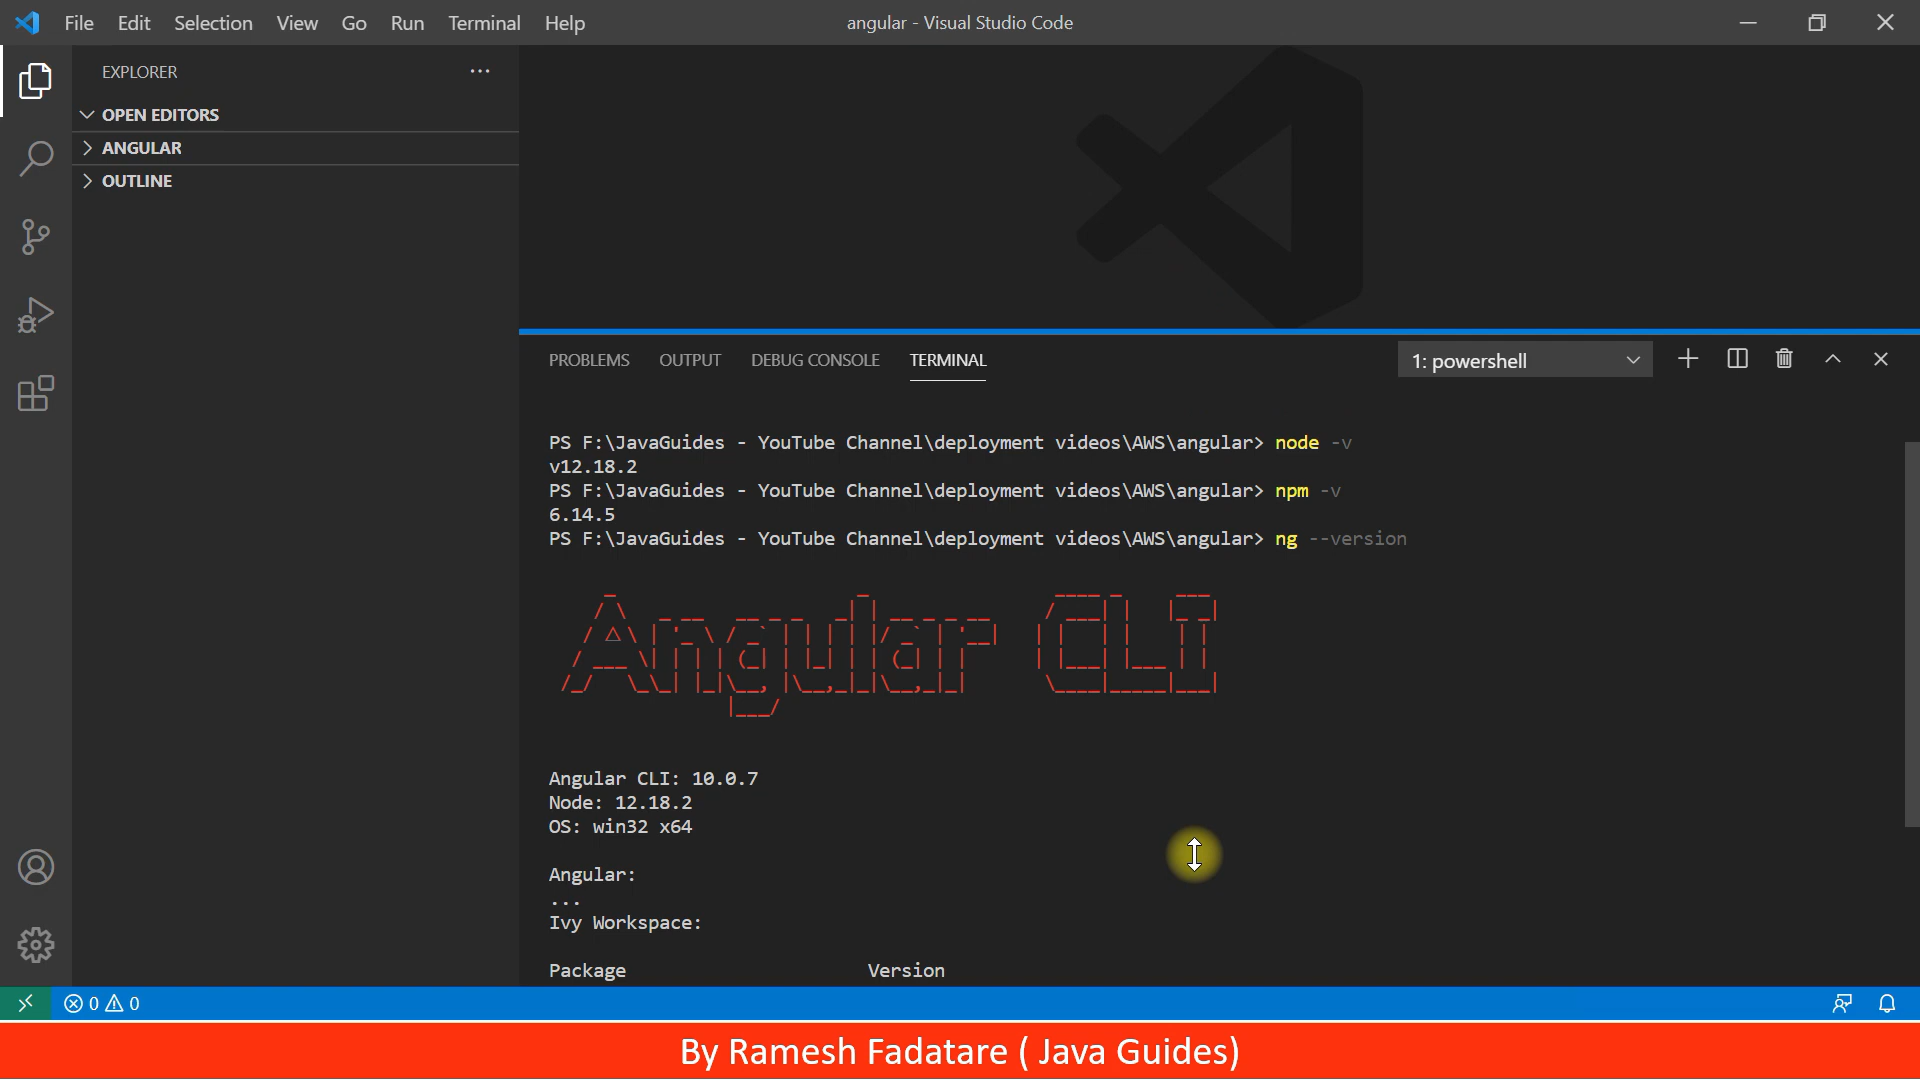 File Edit Selection View Go Run Terminal Help
angular - Visual Studio Code
EXPLORER
OPEN EDITORS
ANGULAR
OUTLINE
PROBLEMS OUTPUT DEBUG CONSOLE TERMINAL
1: powershell
PS F:\JavaGuides - YouTube Channel\deployment videos\AWS\angular> node -v
v12.18.2
PS F:\JavaGuides - YouTube Channel\deployment videos\AWS\angular> npm -v
6.14.5
PS F:\JavaGuides - YouTube Channel\deployment videos\AWS\angular> ng --version
Angular CLI
Angular CLI: 10.0.7
Node: 12.18.2
OS: win32 x64
Angular:
...
Ivy Workspace:
Package Version
0 0
By Ramesh Fadatare ( Java Guides)